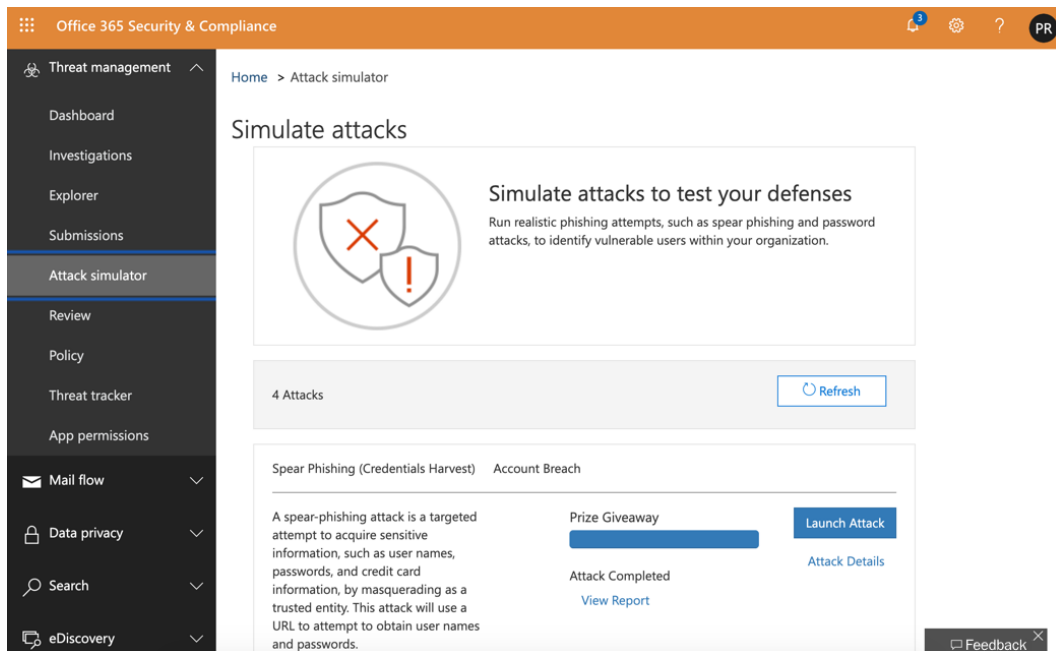 Office 365 Security & Compliance
3
?
PR
Threat management
Dashboard
Investigations
Explorer
Submissions
Attack simulator
Review
Policy
Threat tracker
App permissions
Mail flow
Data privacy
Search
eDiscovery
Home > Attack simulator
Simulate attacks
Simulate attacks to test your defenses
Run realistic phishing attempts, such as spear phishing and password
attacks, to identify vulnerable users within your organization.
4 Attacks
Refresh
Spear Phishing (Credentials Harvest) Account Breach
A spear-phishing attack is a targeted
attempt to acquire sensitive
information, such as user names,
passwords, and credit card
information, by masquerading as a
trusted entity. This attack will use a
URL to attempt to obtain user names
and passwords.
Prize Giveaway
Attack Completed
View Report
Launch Attack
Attack Details
Feedback